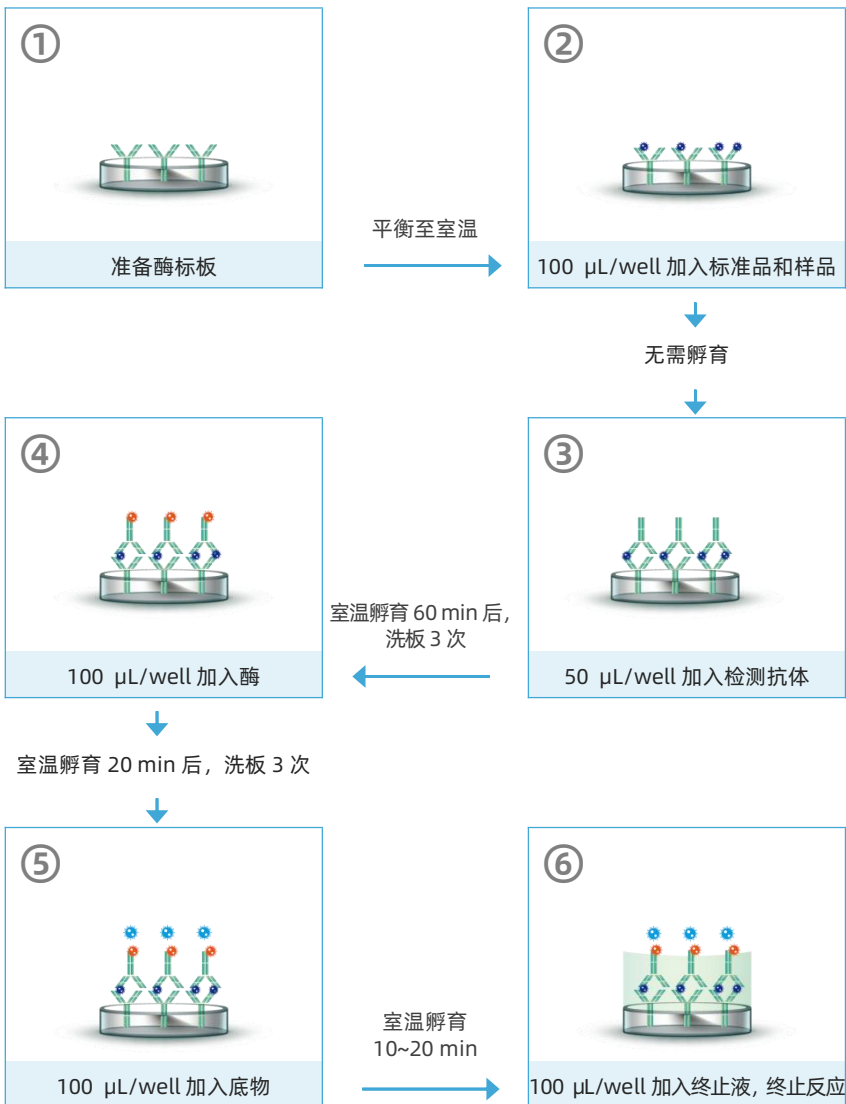 ①
准备酶标板
平衡至室温
②
100 μL/well 加入标准品和样品
无需孵育
③
50 μL/well 加入检测抗体
室温孵育 60 min 后,
洗板 3 次
④
100 μL/well 加入酶
室温孵育 20 min 后, 洗板 3 次
⑤
100 μL/well 加入底物
室温孵育
10~20 min
⑥
100 μL/well 加入终止液, 终止反应